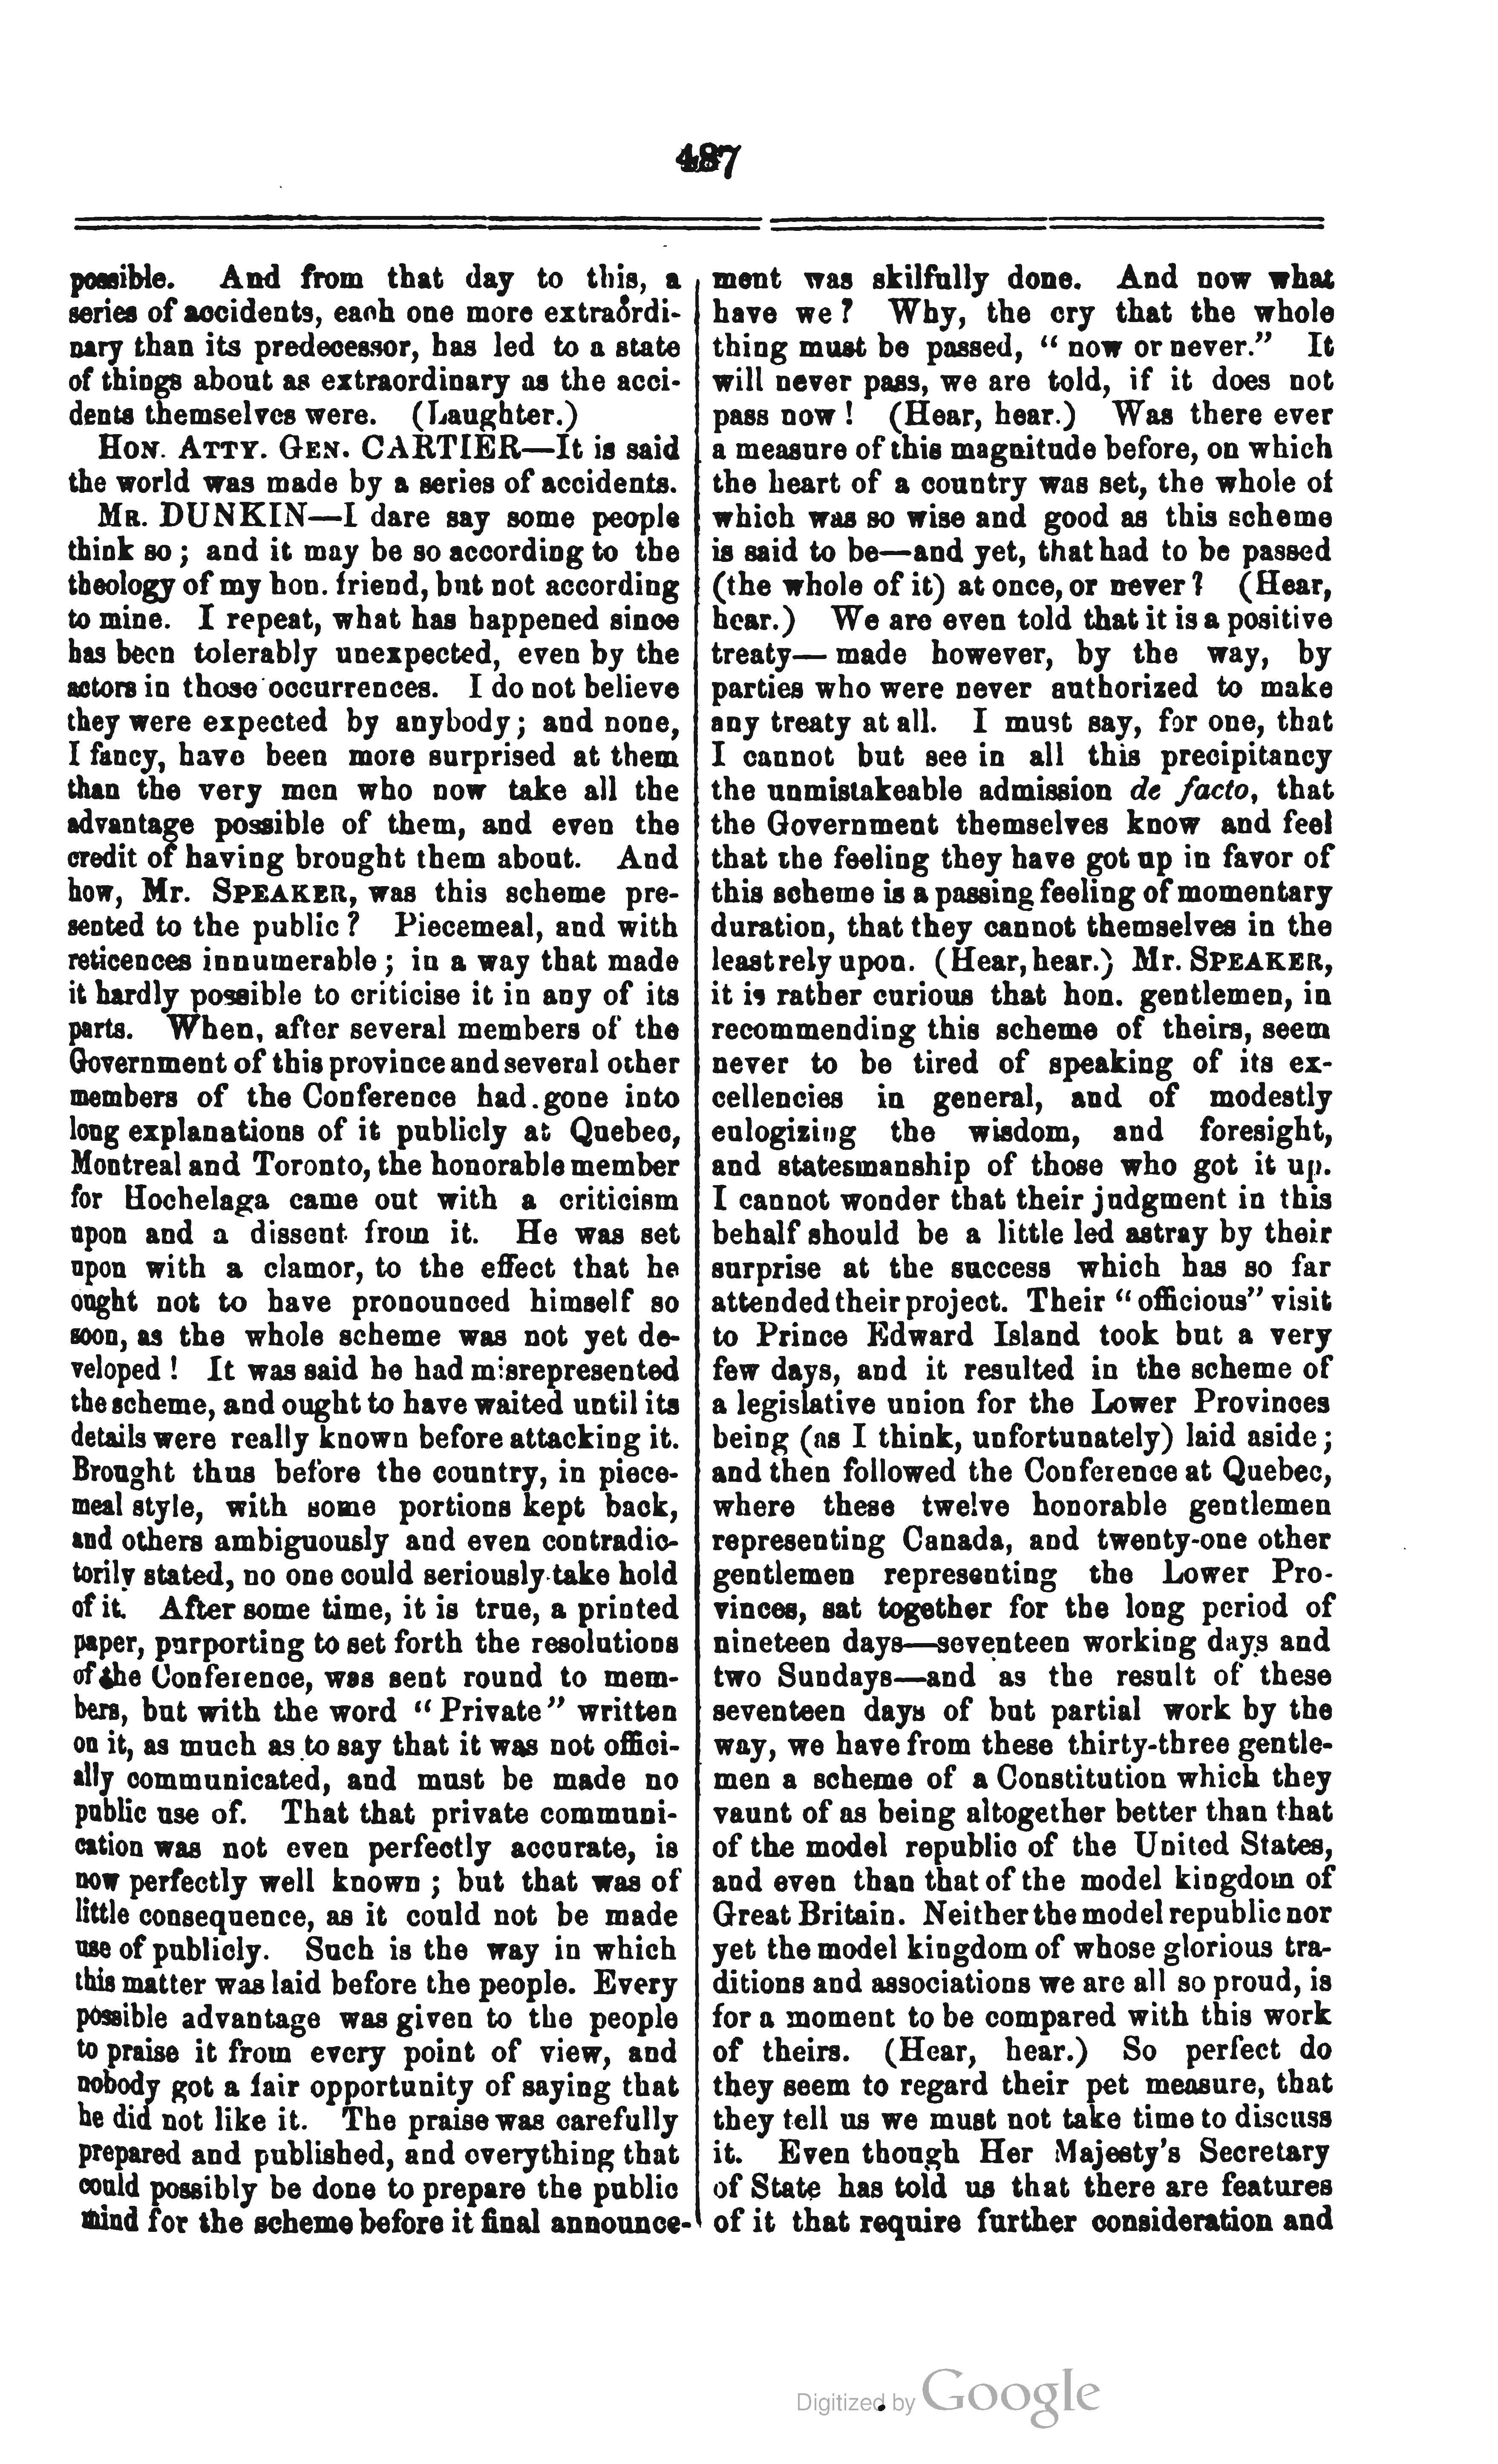 487
possible. And from that day to this, a
series of accidents, each one more extraordi-
nary than its predecessor, has led to a state
of things about as extraordinary as the acci-
dents themselves were. (Laughter.)
HON. ATTY. GEN. CARTIER—It is said
the world was made by a series of accidents.
MR. DUNKIN—I dare say some people
think so; and it may be so according to the
theology of my hon. friend, but not according
to mine. I repeat, what has happened since
has been tolerably unexpected, even by the
actors in those occurrences. I do not believe
they were expected by anybody; and none,
I fancy, have been more surprised at them
than the very men who now take all the
advantage possible of them, and even the
credit of having brought them about. And
how, Mr. SPEAKER, was this scheme pre-
sented to the public? Piecemeal, and with
reticences innumerable; in a way that made
it hardly possible to criticise it in any of its
parts. When, after several members of the
Government of this province and several other
members of the Conference had gone into
long explanations of it publicly at Quebec,
Montreal and Toronto, the honorable member
for Hochelaga came out with a criticism
upon and a dissent from it. He was set
upon with a clamor, to the effect that he
ought not to have pronounced himself so
soon, as the whole scheme was not yet de-
veloped! It was said he had misrepresented
the scheme, and ought to have waited until its
details were really known before attacking it.
Brought thus before the country, in piece-
meal style, with some portions kept back,
and others ambiguously and even contradic-
torily stated, no one could seriously take hold
of it. After some time, it is true, a printed
paper, purporting to set forth the resolutions
of the Conference, was sent round to mem-
bers, but with the word "Private" written
on it, as much as to say that it was not offici-
ally communicated, and must be made no
public use of. That that private communi-
cation was not even perfectly accurate, is
now perfectly well known; but that was of
little consequence, as it could not be made
use of publicly. Such is the way in which
this matter was laid before the people. Every
possible advantage was given to the people
to praise it from every point of view, and
nobody got a fair opportunity of saying that
he did not like it. The praise was carefully
prepared and published, and everything that
could possibly be done to prepare the public
mind for the scheme before it final announce-
ment was skilfully done. And now what
have we? Why, the cry that the whole
thing must be passed, "now or never." It
will never pass, we are told, if it does not
pass now! (Hear, hear.) Was there ever
a measure of this magnitude before, on which
the heart of a country was set, the whole of
which was so wise and good as this scheme
is said to be—and yet, that had to be passed
(the whole of it) at once, or never? (Hear,
hear.) We are even told that it is a positive
treaty—made however, by the way, by
parties who were never authorized to make
any treaty at all. I must say, for one, that
I cannot but see in all this precipitancy
the unmistakeable admission de facto, that
the Government themselves know and feel
that the feeling they have got up in favor of
this scheme is a passing feeling of momentary
duration, that they cannot themselves in the
least rely upon. (Hear, hear.) Mr. SPEAKER,
it is rather curious that hon. gentlemen, in
recommending this scheme of theirs, seem
never to be tired of speaking of its ex-
cellencies in general, and of modestly
eulogizing the wisdom, and foresight,
and statesmanship of those who got it up.
I cannot wonder that their judgment in this
behalf should be a little led astray by their
surprise at the success which has so far
attended their project. Their "officious" visit
to Prince Edward Island took but a very
few days, and it resulted in the scheme of
a legislative union for the Lower Provinces
being (as I think, unfortunately) laid aside;
and then followed the Conference at Quebec,
where these twelve honorable gentlemen
representing Canada, and twenty-one other
gentlemen representing the Lower Pro-
vinces, sat together for the long period of
nineteen days—seventeen working days and
two Sundays—and as the result of these
seventeen days of but partial work by the
way, we have from these thirty-three gentle-
men a scheme of a Constitution which they
vaunt of as being altogether better than that
of the model republic of the United States,
and even than that of the model kingdom of
Great Britain. Neither the model republic nor
yet the model kingdom of whose glorious tra-
ditions and associations we are all so proud, is
for a moment to be compared with this work
of theirs. (Hear, hear.) So perfect do
they seem to regard their pet measure, that
they tell us we must not take time to discuss
it. Even though Her Majesty's Secretary
of State has told us that there are features
of it that require further consideration and
Digitized by Google